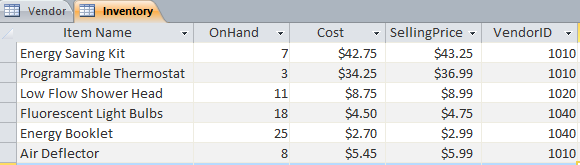 Vendor Inventory
Item Name OnHand Cost SellingPrice VendorID
Energy Saving Kit 7 $42.75 $43.25 1010
Programmable Thermostat 3 $34.25 $36.99 1010
Low Flow Shower Head 11 $8.75 $8.99 1020
Fluorescent Light Bulbs 18 $4.50 $4.75 1040
Energy Booklet 25 $2.70 $2.99 1040
Air Deflector 8 $5.45 $5.99 1010